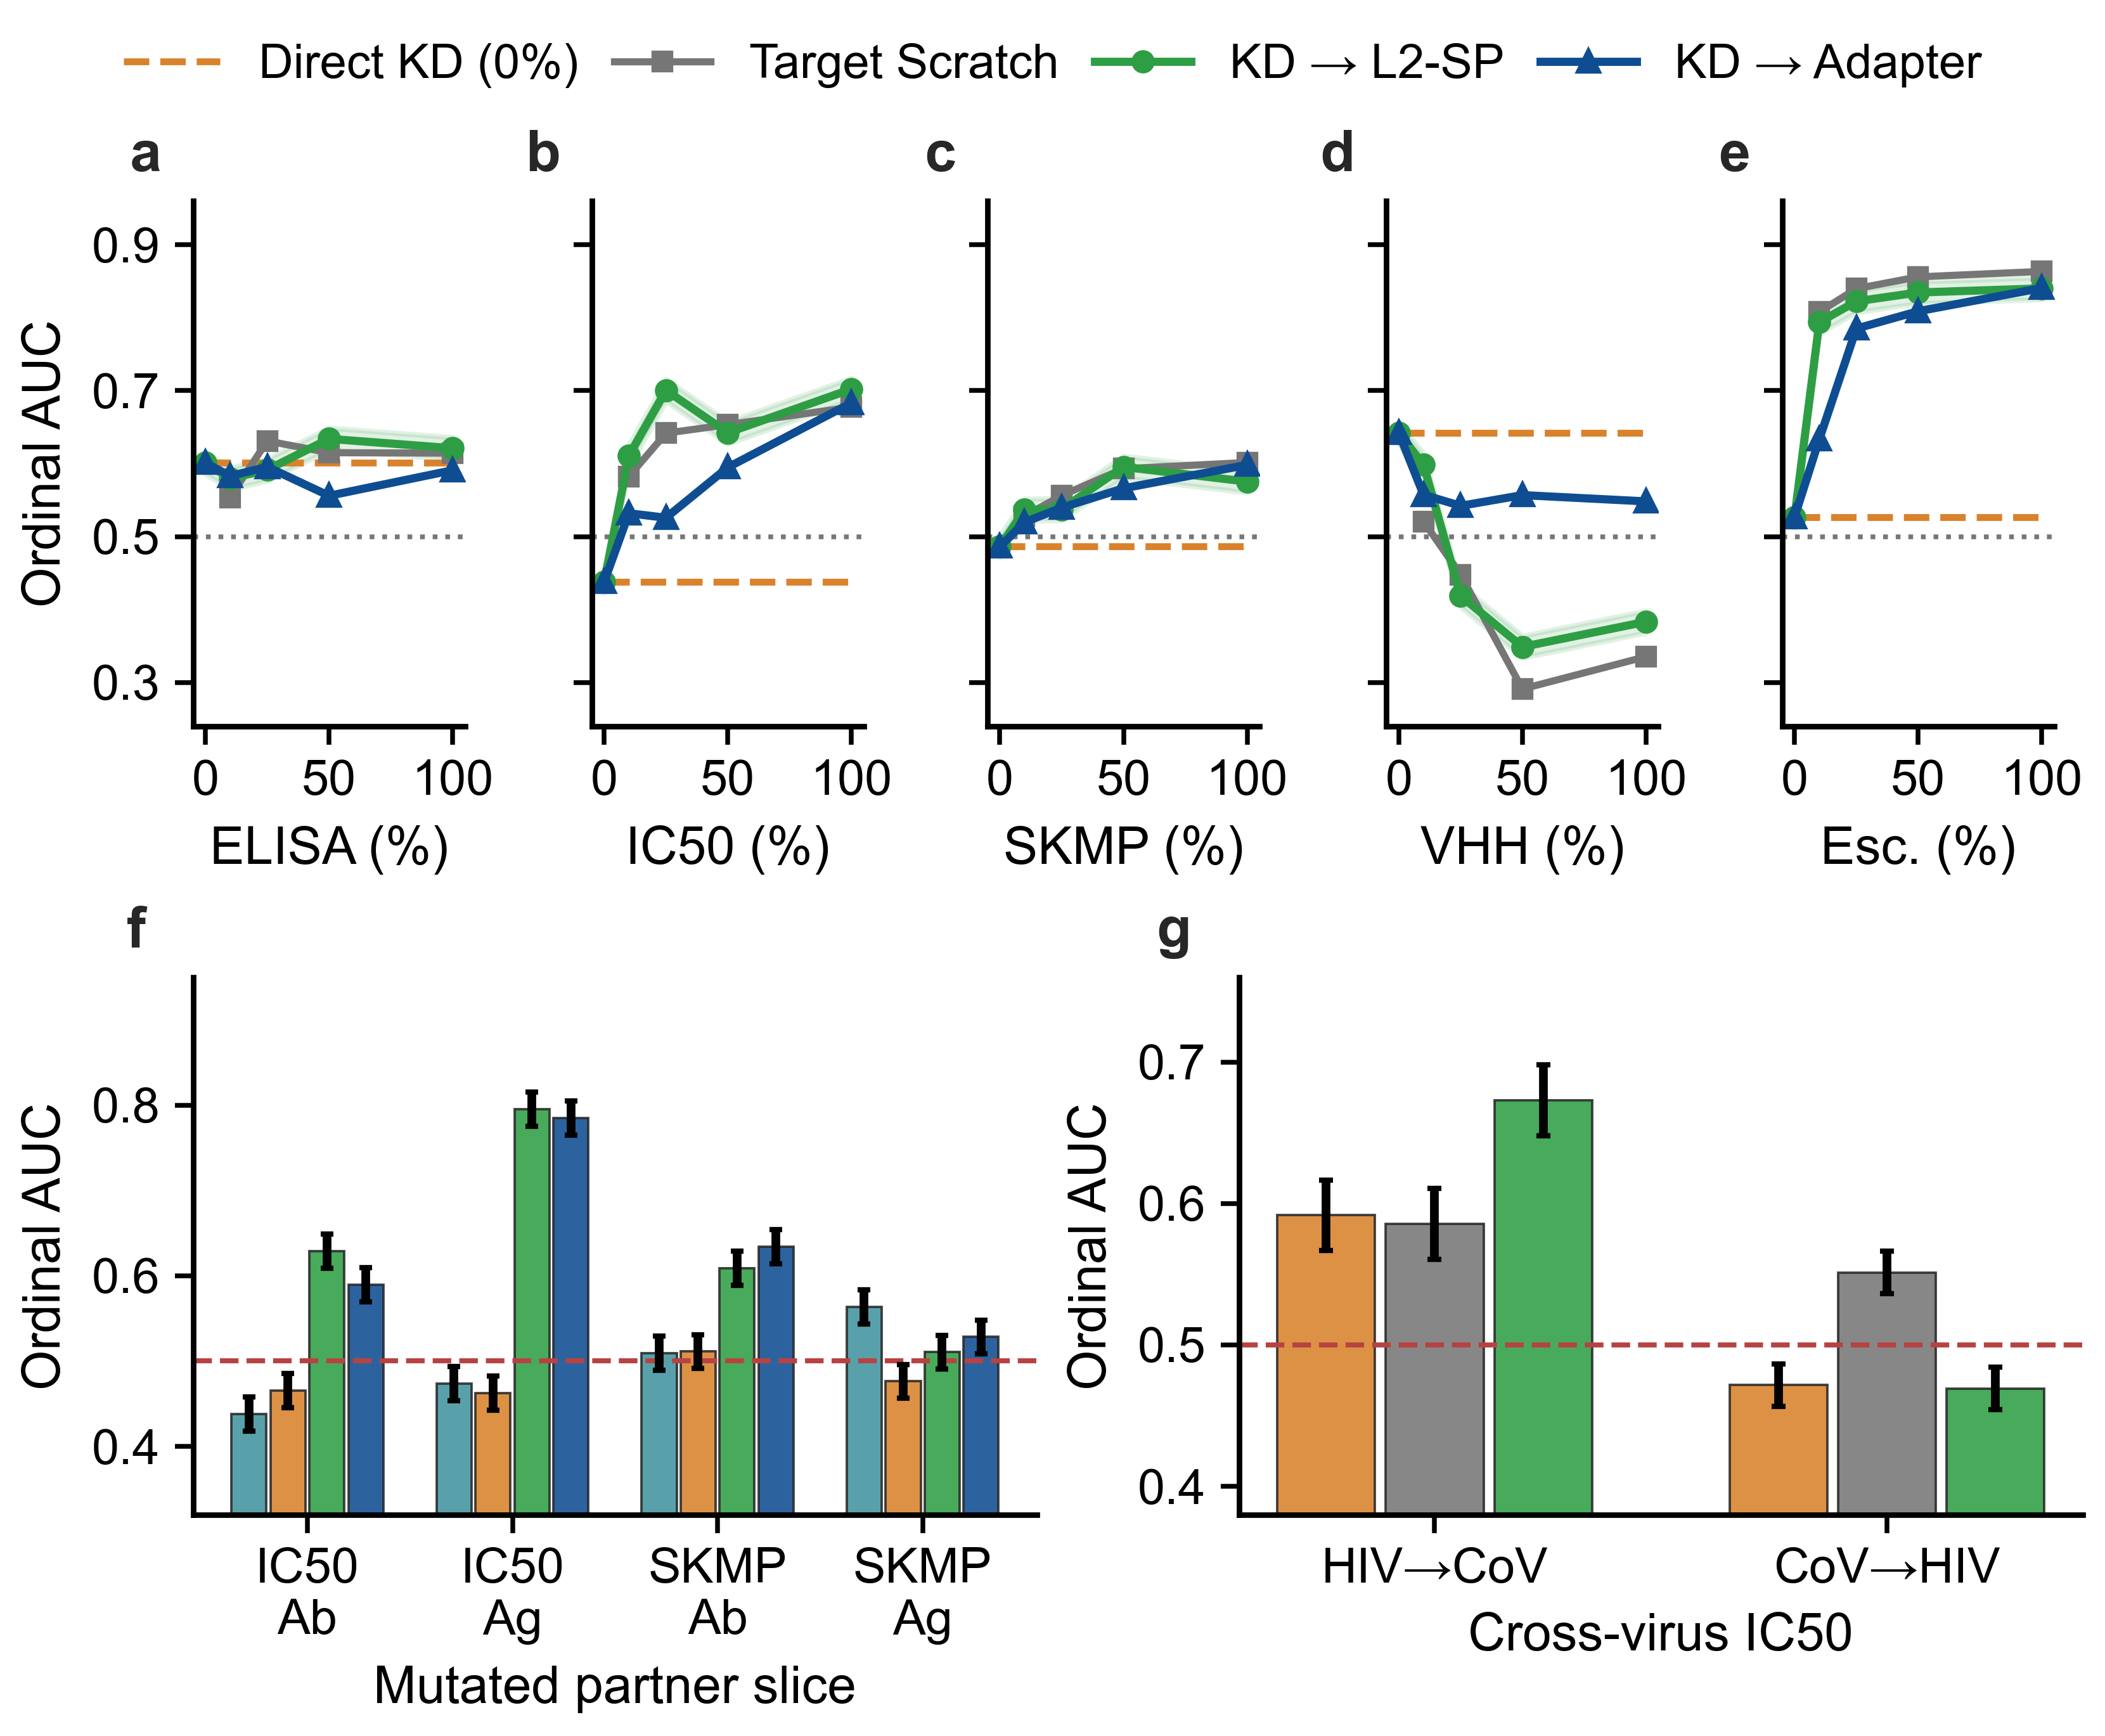 Direct KD (0%) Target Scratch KD → L2-SP KD → Adapter
a b c d e
Ordinal AUC
0.9
0.7
0.5
0.3
0 50 100 0 50 100 0 50 100 0 50 100 0 50 100
ELISA (%) IC50 (%) SKMP (%) VHH (%) Esc. (%)
f
Ordinal AUC
0.8
0.6
0.4
IC50 IC50 SKMP SKMP
Ab Ag Ab Ag
Mutated partner slice
g
Ordinal AUC
0.7
0.6
0.5
0.4
HIV→CoV CoV→HIV
Cross-virus IC50